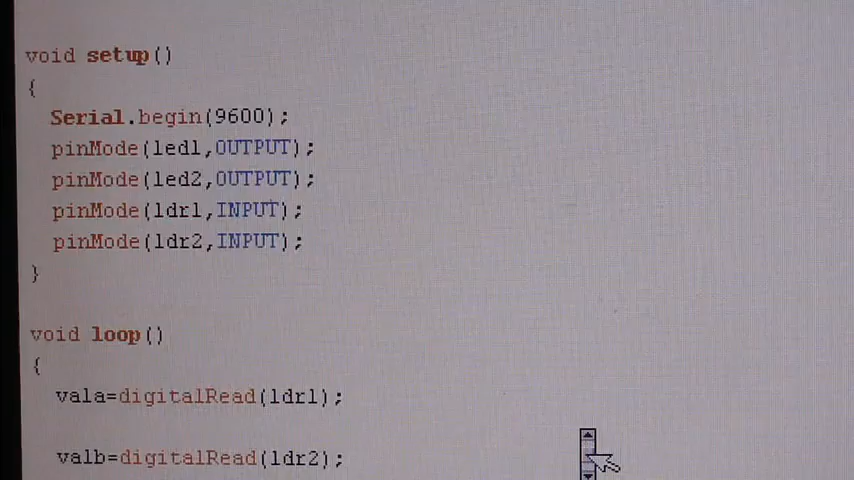 void setup()
{
Serial.begin(9600);
pinMode(led1,OUTPUT);
pinMode(led2,OUTPUT);
pinMode(ldr1,INPUT);
pinMode(ldr2,INPUT);
}
void loop()
{
vala=digitalRead(ldr1);
valb=digitalRead(ldr2);